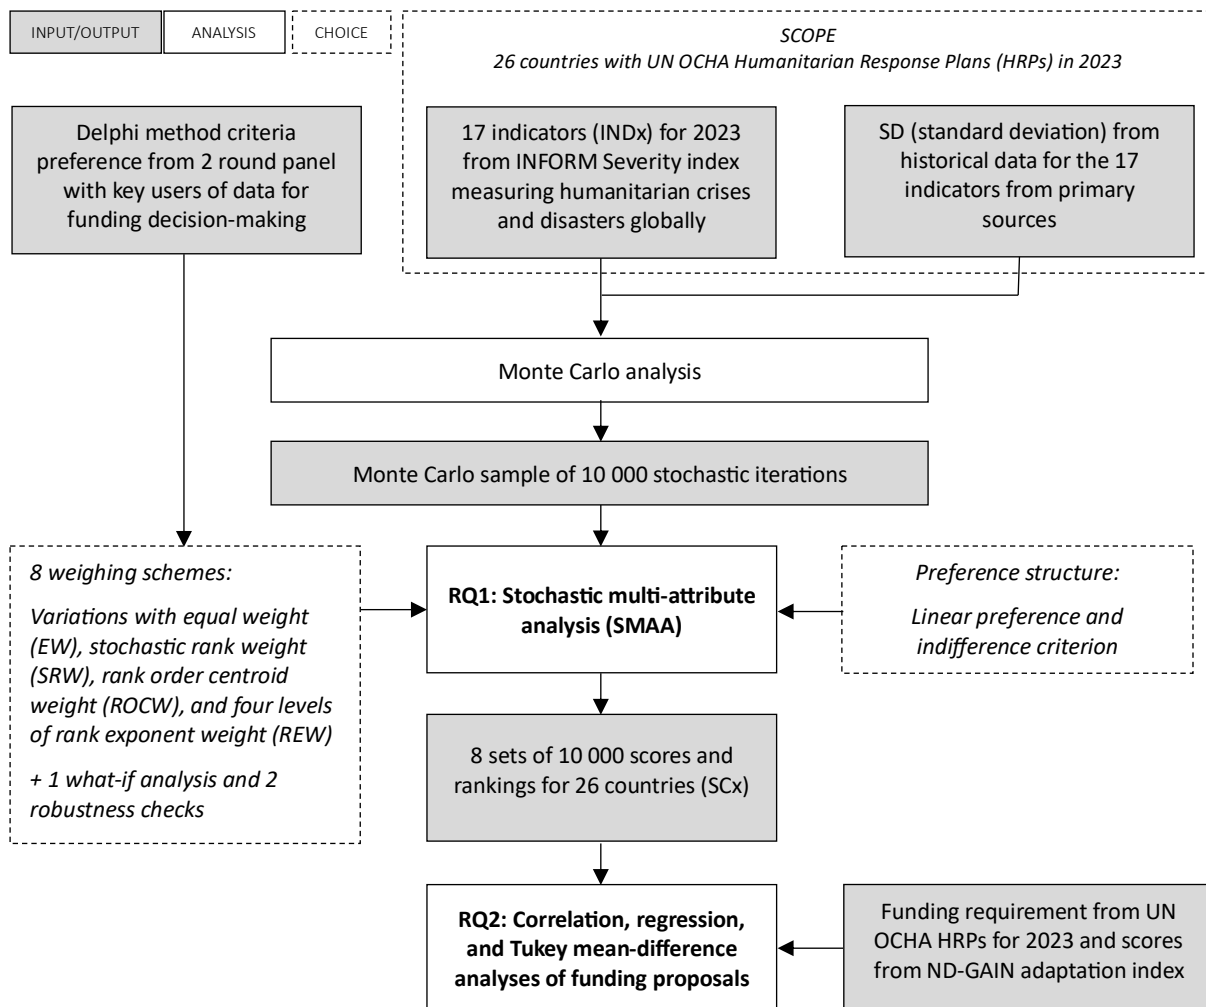 INPUT/OUTPUT
ANALYSIS
CHOICE
SCOPE
26 countries with UN OCHA Humanitarian Response Plans (HRPs) in 2023
Delphi method criteria
preference from 2 round panel
with key users of data for
funding decision-making
17 indicators (INDx) for 2023
from INFORM Severity index
measuring humanitarian crises
and disasters globally
SD (standard deviation) from
historical data for the 17
indicators from primary
sources
Monte Carlo analysis
Monte Carlo sample of 10 000 stochastic iterations
8 weighing schemes:
Variations with equal weight
(EW), stochastic rank weight
(SRW), rank order centroid
weight (ROCW), and four levels
of rank exponent weight (REW)
+ 1 what-if analysis and 2
robustness checks
RQ1: Stochastic multi-attribute
analysis (SMAA)
Preference structure:
Linear preference and
indifference criterion
8 sets of 10 000 scores and
rankings for 26 countries (SCx)
RQ2: Correlation, regression,
and Tukey mean-difference
analyses of funding proposals
Funding requirement from UN
OCHA HRPs for 2023 and scores
from ND-GAIN adaptation index